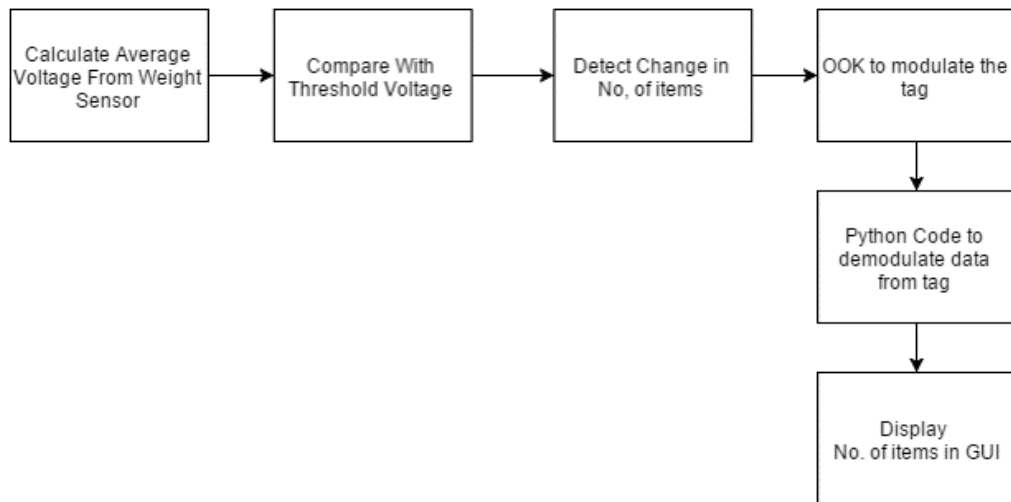 Calculate Average
Voltage From Weight
Sensor
Compare With
Threshold Voltage
Detect Change in
No, of items
OOK to modulate the
tag
Python Code to
demodulate data
from tag
Display
No. of items in GUI